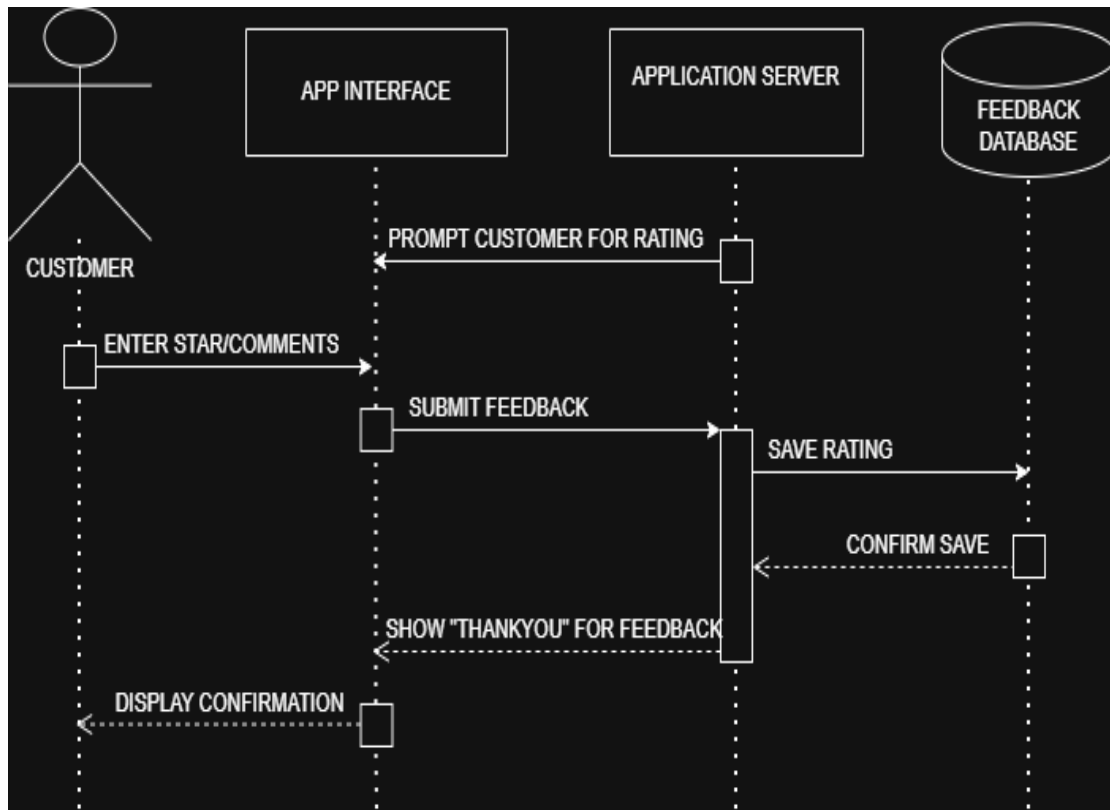 APP INTERFACE
APPLICATION SERVER
FEEDBACK
DATABASE
CUSTOMER
PROMPT CUSTOMER FOR RATING
ENTER STAR/COMMENTS
SUBMIT FEEDBACK
SAVE RATING
CONFIRM SAVE
SHOW "THANKYOU" FOR FEEDBACK
DISPLAY CONFIRMATION